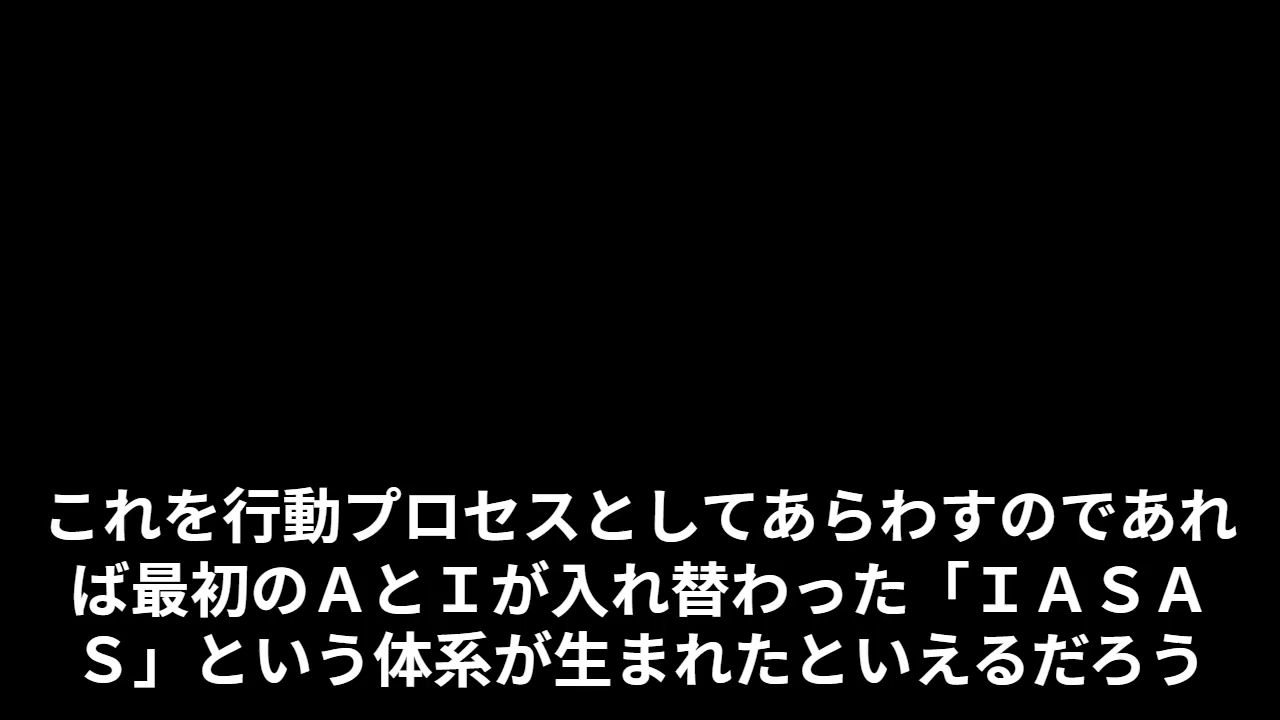 これを行動プロセスとしてあらわすのであれ
ば最初のＡとＩが入れ替わった「ＩＡＳＡ
Ｓ」という体系が生まれたといえるだろう